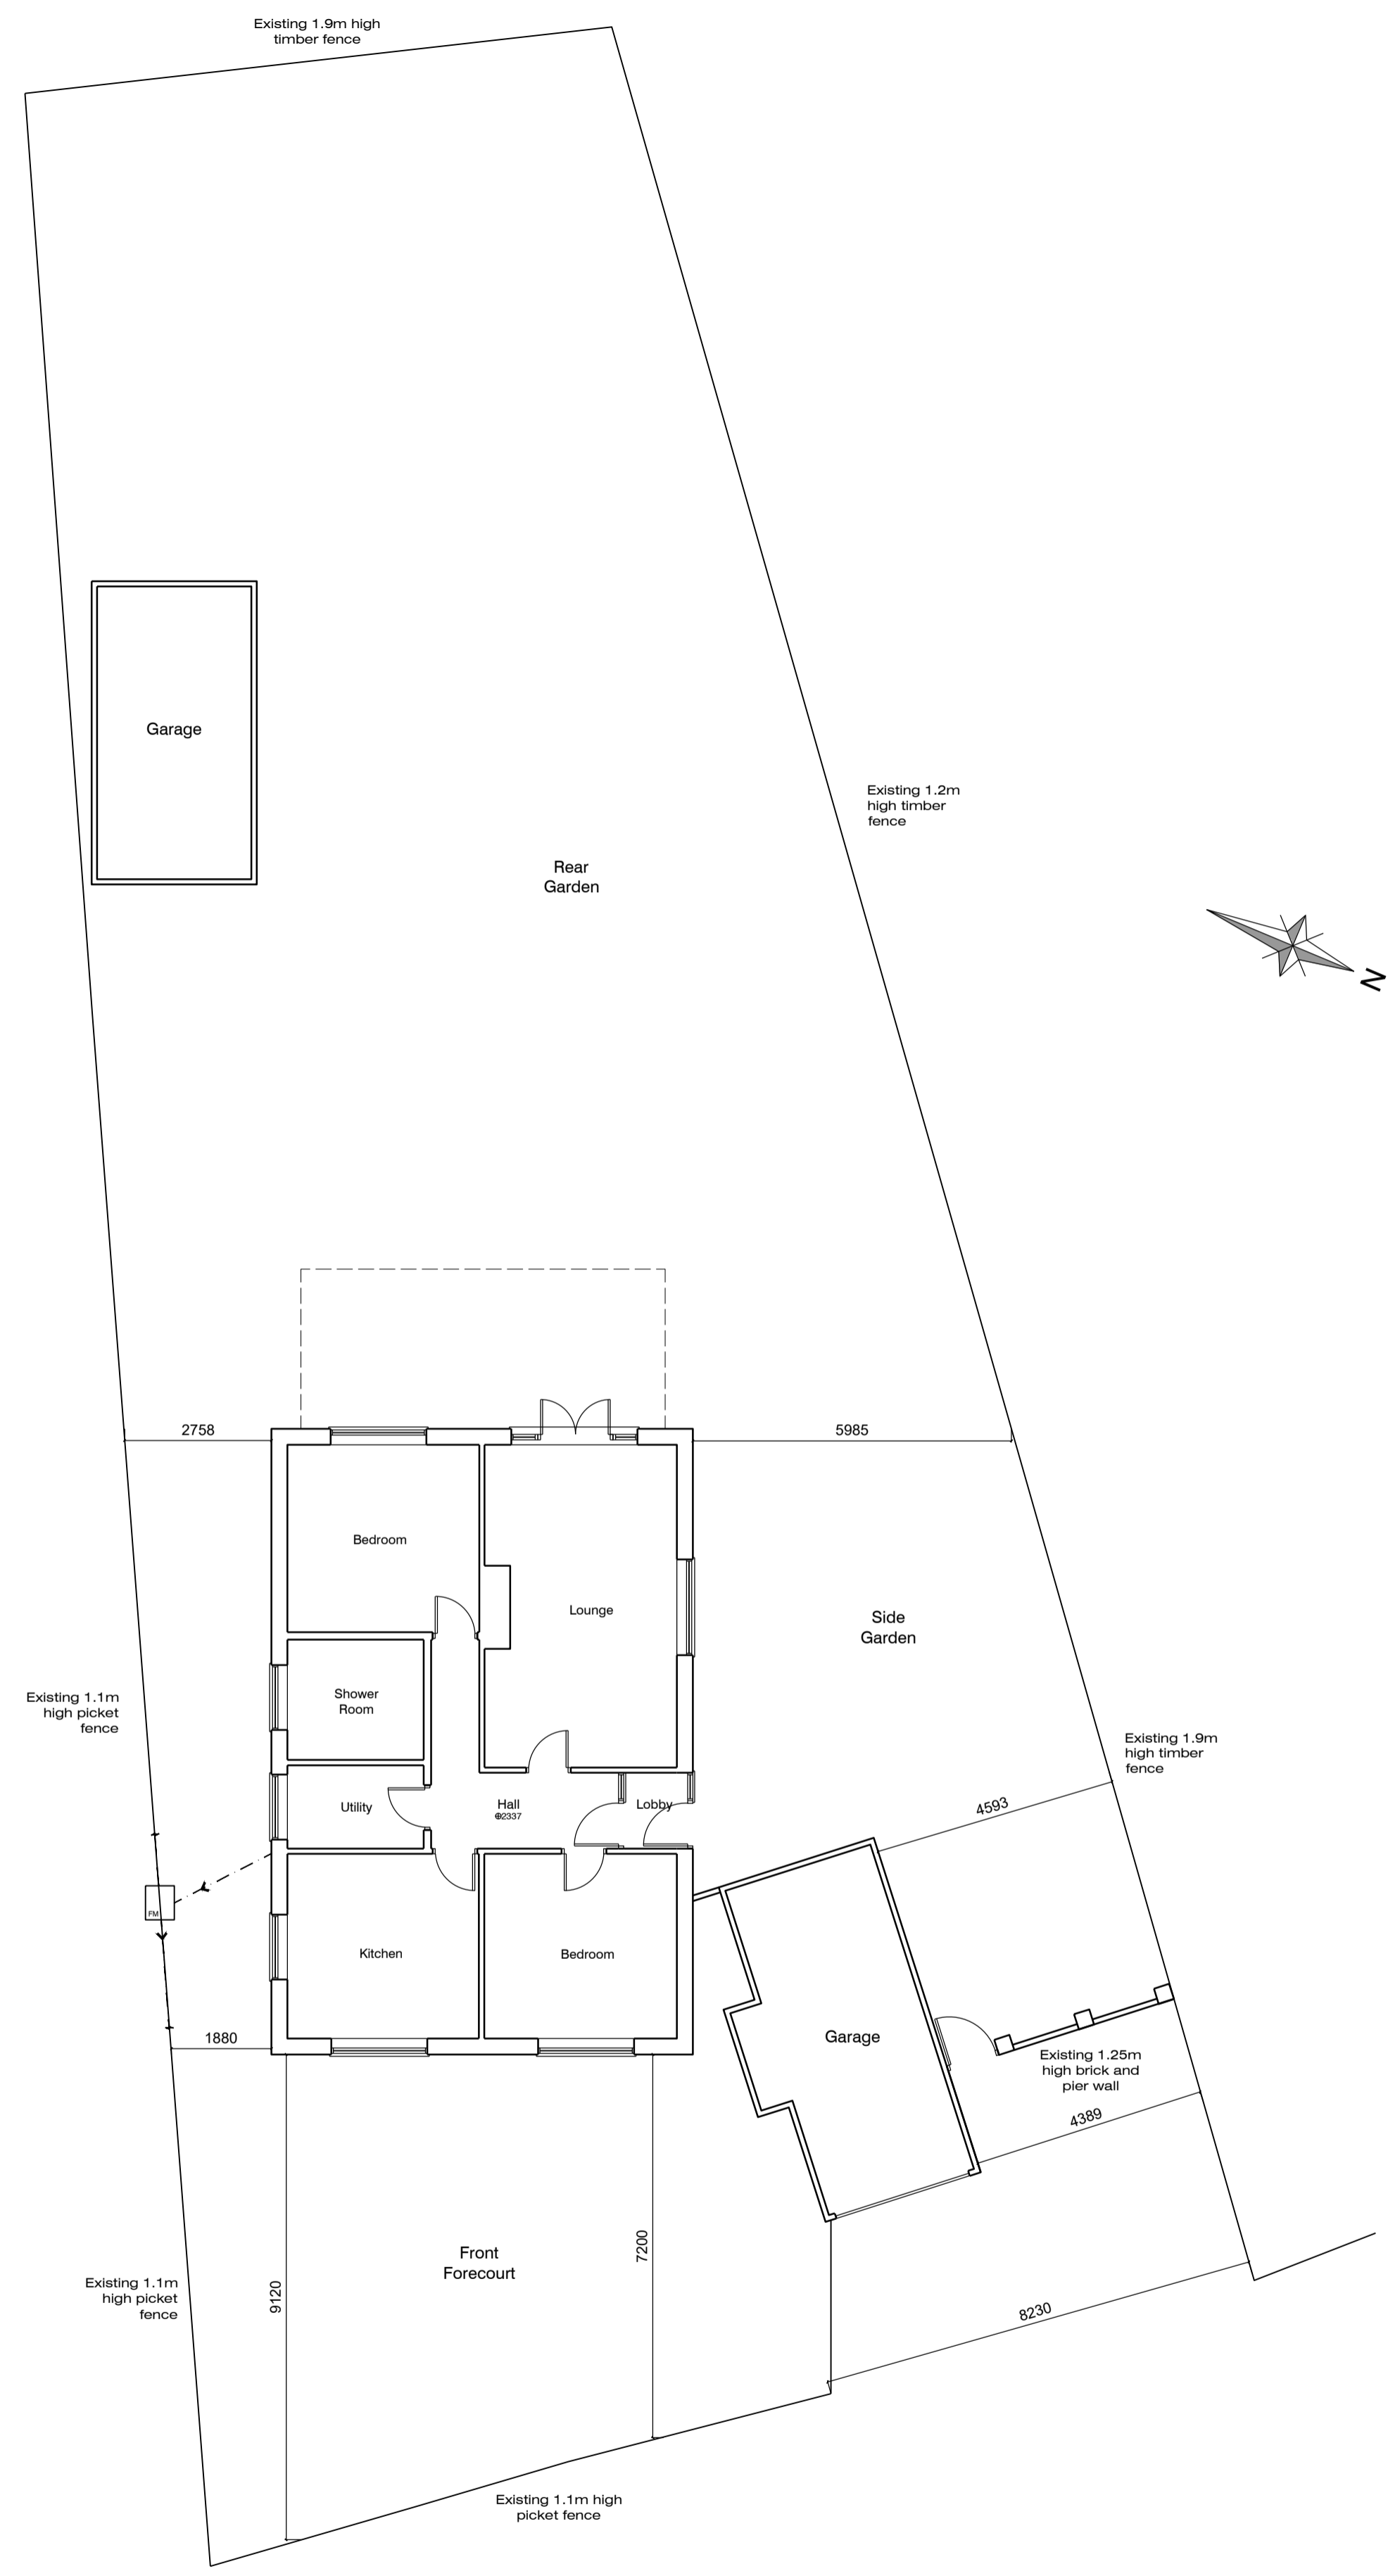 Existing 1.9m high
timber fence
Garage
Existing 1.2m
high timber
fence
Rear
Garden
N
2758
5985
Bedroom
Lounge
Side
Garden
Shower
Room
Existing 1.1m
high picket
fence
Existing 1.9m
high timber
fence
Utility
Hall
⊕2337
Lobby
4593
FM
Kitchen
Bedroom
Garage
1880
Existing 1.25m
high brick and
pier wall
4389
Front
Forecourt
7200
9120
Existing 1.1m
high picket
fence
8230
Existing 1.1m high
picket fence